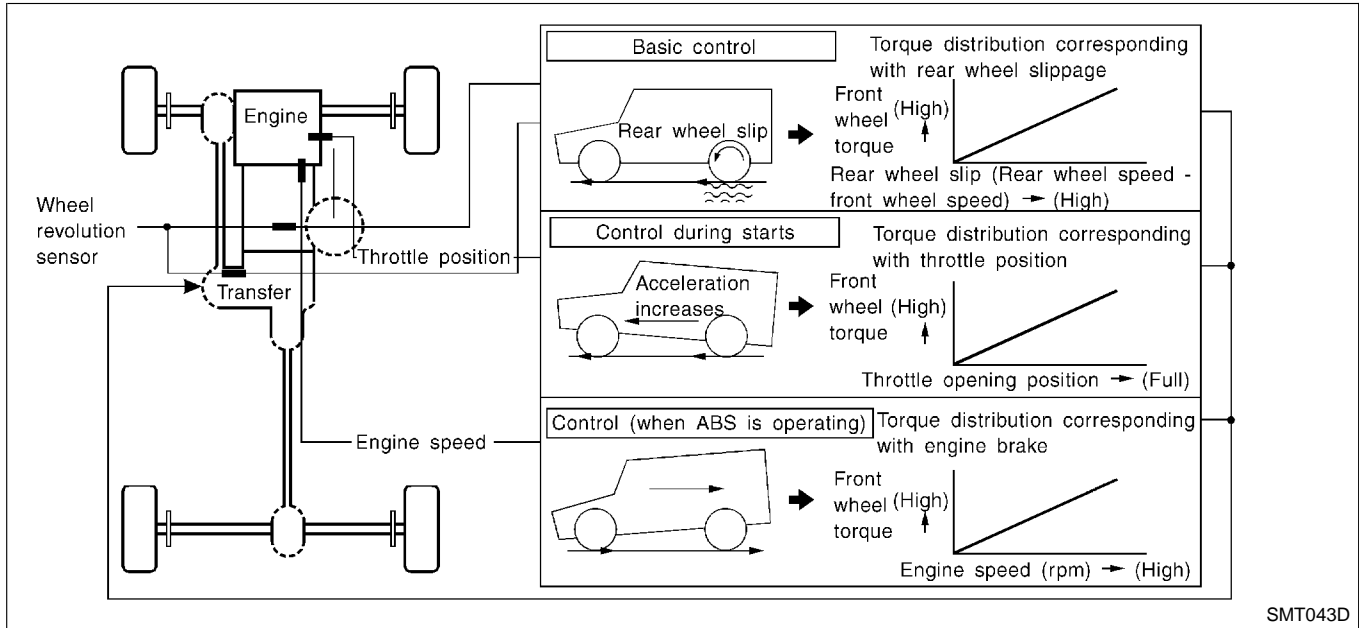 Engine
Wheel
revolution
sensor
Throttle position
Transfer
Engine speed
Basic control
Torque distribution corresponding
with rear wheel slippage
Rear wheel slip
Front
wheel (High)
torque
Rear wheel slip (Rear wheel speed -
front wheel speed) → (High)
Control during starts
Torque distribution corresponding
with throttle position
Acceleration
increases
Front
wheel (High)
torque
Throttle opening position → (Full)
Control (when ABS is operating)
Torque distribution corresponding
with engine brake
Front
wheel (High)
torque
Engine speed (rpm) → (High)
SMT043D